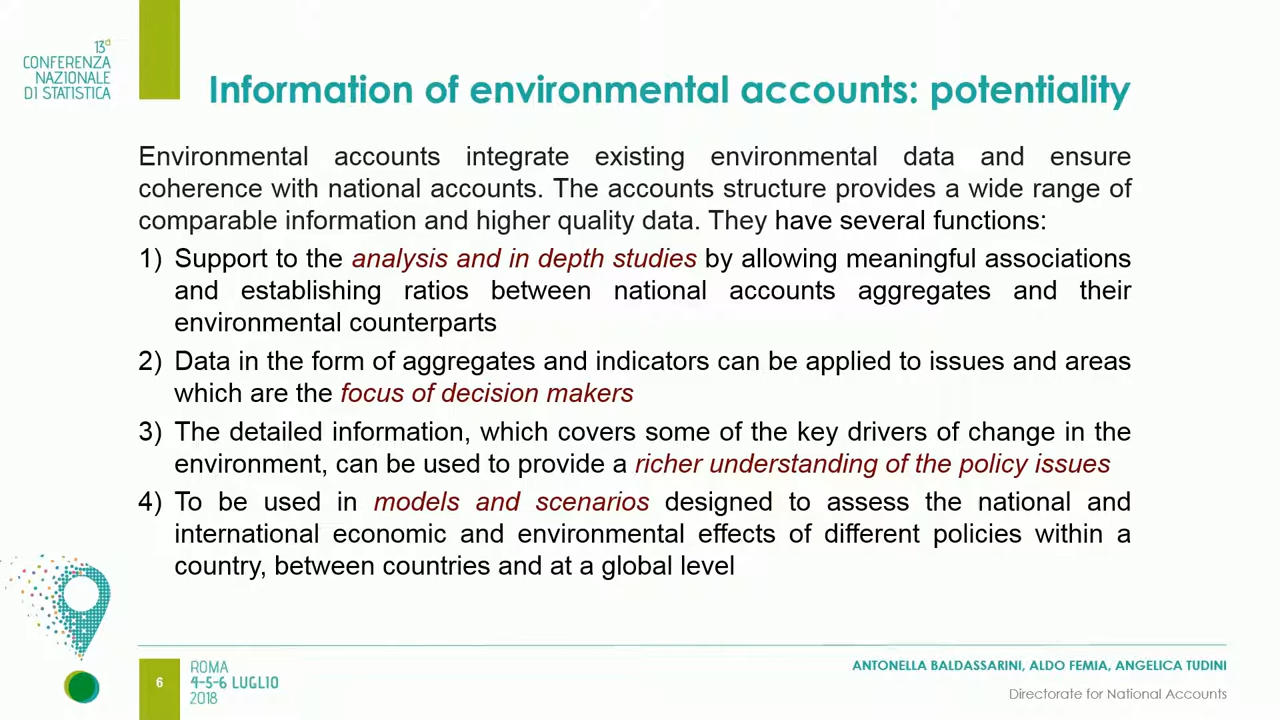 13a
CONFERENZA
NAZIONALE
DI STATISTICA
Information of environmental accounts: potentiality
Environmental accounts integrate existing environmental data and ensure
coherence with national accounts. The accounts structure provides a wide range of
comparable information and higher quality data. They have several functions:
1) Support to the analysis and in depth studies by allowing meaningful associations
and establishing ratios between national accounts aggregates and their
environmental counterparts
2) Data in the form of aggregates and indicators can be applied to issues and areas
which are the focus of decision makers
3) The detailed information, which covers some of the key drivers of change in the
environment, can be used to provide a richer understanding of the policy issues
4) To be used in models and scenarios designed to assess the national and
international economic and environmental effects of different policies within a
country, between countries and at a global level
6
ROMA
4-5-6 LUGLIO
2018
ANTONELLA BALDASSARINI, ALDO FEMIA, ANGELICA TUDINI
Directorate for National Accounts